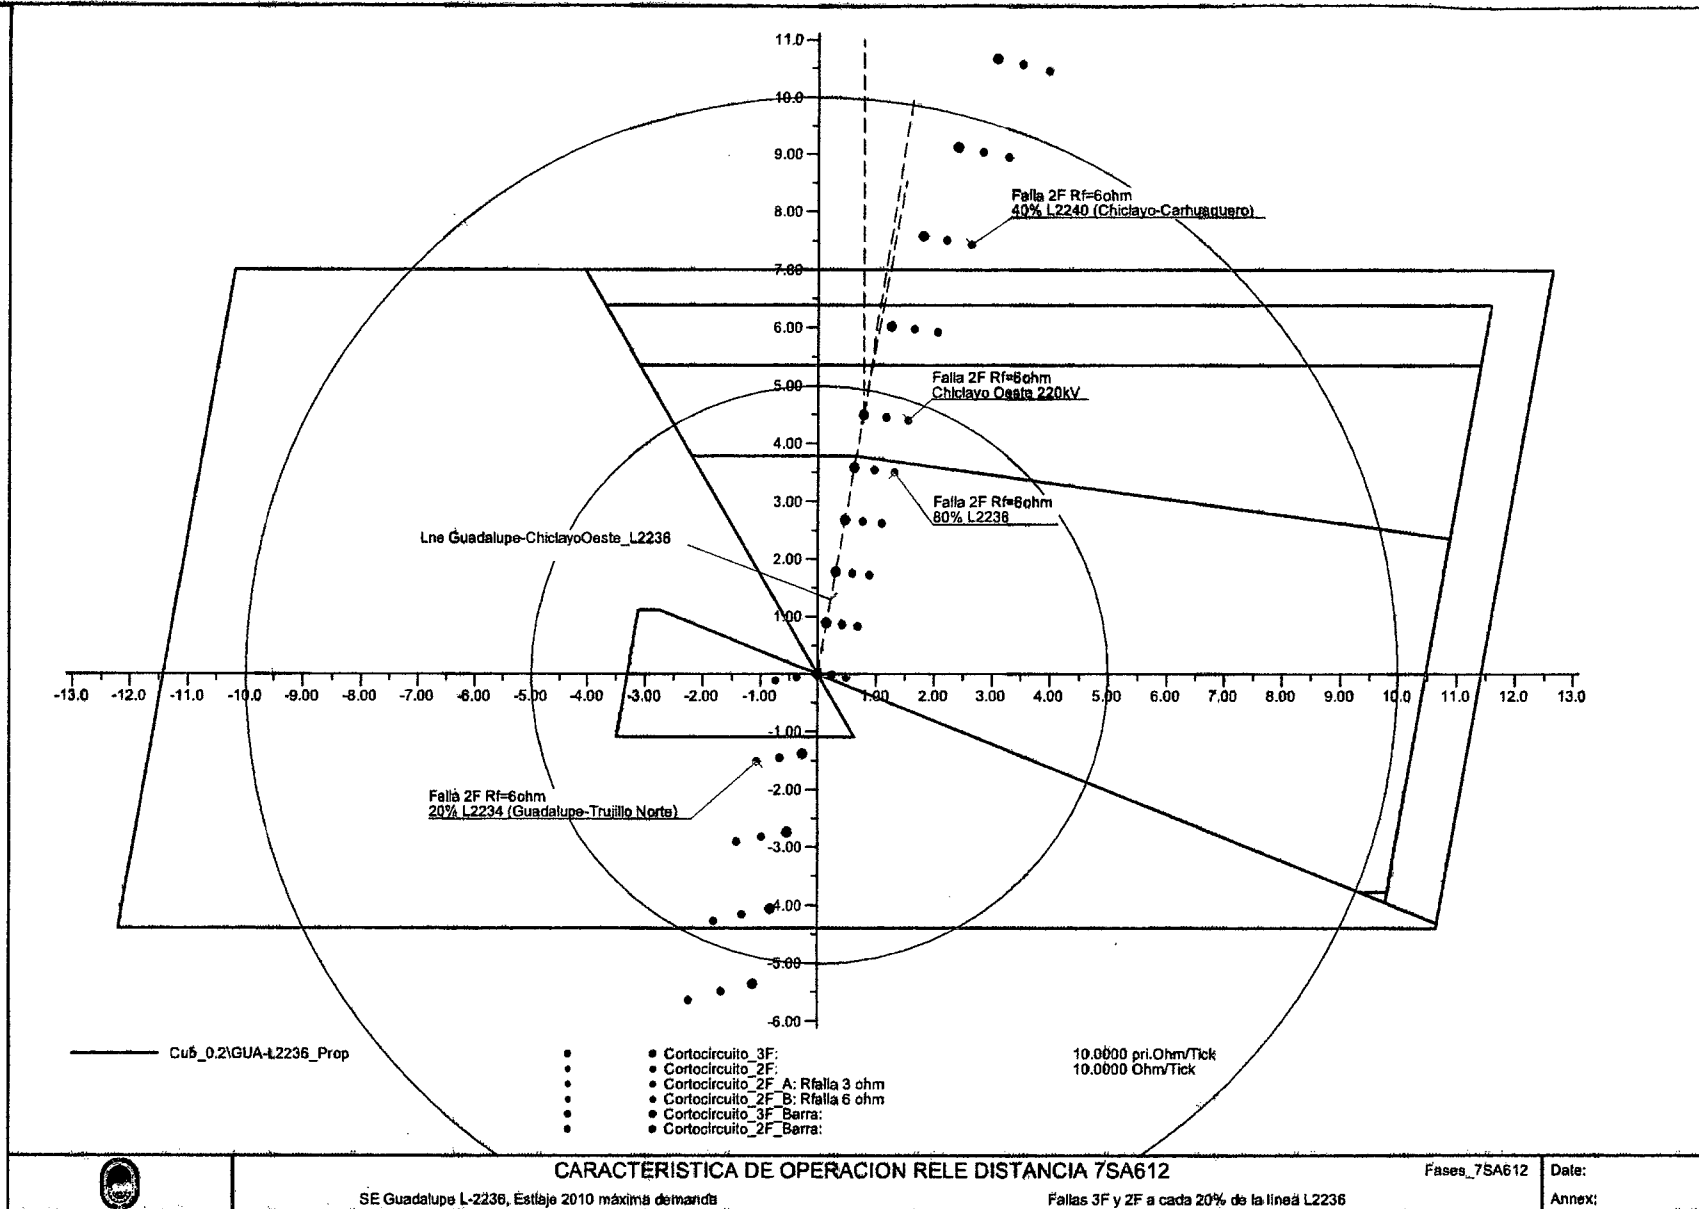 11.0
10.0
9.00
Falla 2F Rf=6ohm
40% L2240 (Chiclayo-Carhuaquero)
8.00
7.00
6.00
Falla 2F Rf=6ohm
Chiclayo Oeste 220kV
5.00
4.00
Falla 2F Rf=6ohm
80% L2236
3.00
Lne Guadalupe-ChiclayoOeste_L2236
2.00
1.00
-13.0 -12.0 -11.0 -10.0 -9.00 -8.00 -7.00 -6.00 -5.00 -4.00 -3.00 -2.00 -1.00 1.00 2.00 3.00 4.00 5.00 6.00 7.00 8.00 9.00 10.0 11.0 12.0 13.0
-1.00
-2.00
Falla 2F Rf=6ohm
20% L2234 (Guadalupe-Trujillo Norte)
-3.00
-4.00
-5.00
-6.00
Cub_0.2\GUA-L2236_Prop
Cortocircuito_3F:
Cortocircuito_2F:
Cortocircuito_2F_A: Rfalla 3 ohm
Cortocircuito_2F_B: Rfalla 6 ohm
Cortocircuito_3F_Barra:
Cortocircuito_2F_Barra:
10.0000 pri.Ohm/Tick
10.0000 Ohm/Tick
CARACTERISTICA DE OPERACION RELE DISTANCIA 7SA612
SE Guadalupe L-2236, Estiaje 2010 máxima demanda
Fallas 3F y 2F a cada 20% de la línea L2236
Fases_7SA612
Date:
Annex: